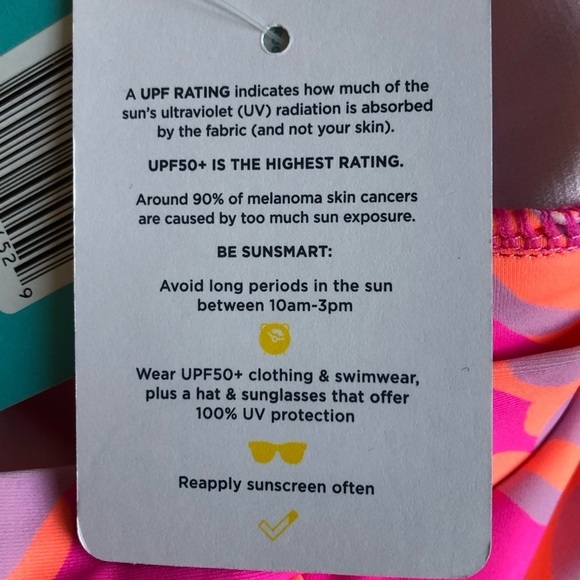 A UPF RATING indicates how much of the
sun's ultraviolet (UV) radiation is absorbed
by the fabric (and not your skin).
UPF50+ IS THE HIGHEST RATING.
Around 90% of melanoma skin cancers
are caused by too much sun exposure.
BE SUNSMART:
Avoid long periods in the sun
between 10am-3pm
Wear UPF50+ clothing & swimwear,
plus a hat & sunglasses that offer
100% UV protection
Reapply sunscreen often
52 9